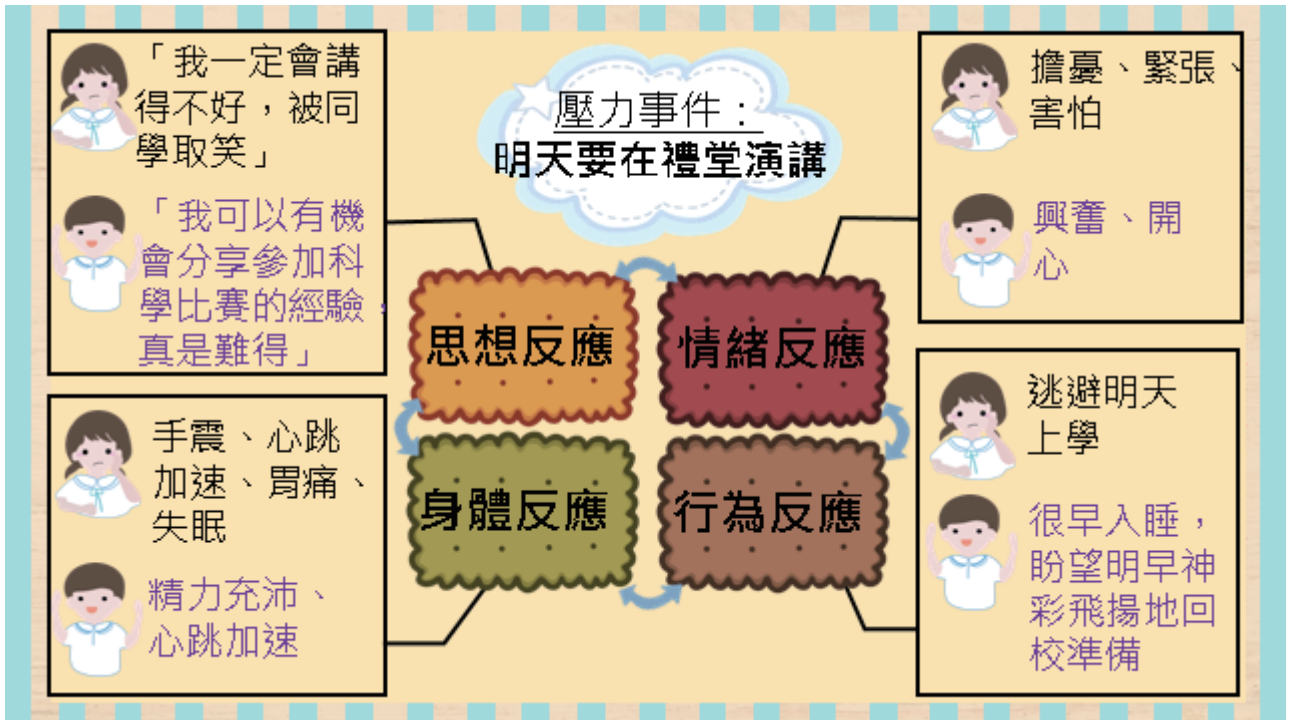 「我一定會講
得不好，被同
學取笑」
「我可以有機
會分享參加科
學比賽的經驗，
真是難得」
壓力事件：
明天要在禮堂演講
擔憂、緊張、
害怕
興奮、開
心
思想反應
情緒反應
身體反應
行為反應
手震、心跳
加速、胃痛、
失眠
精力充沛、
心跳加速
逃避明天
上學
很早入睡，
盼望明早神
彩飛揚地回
校準備